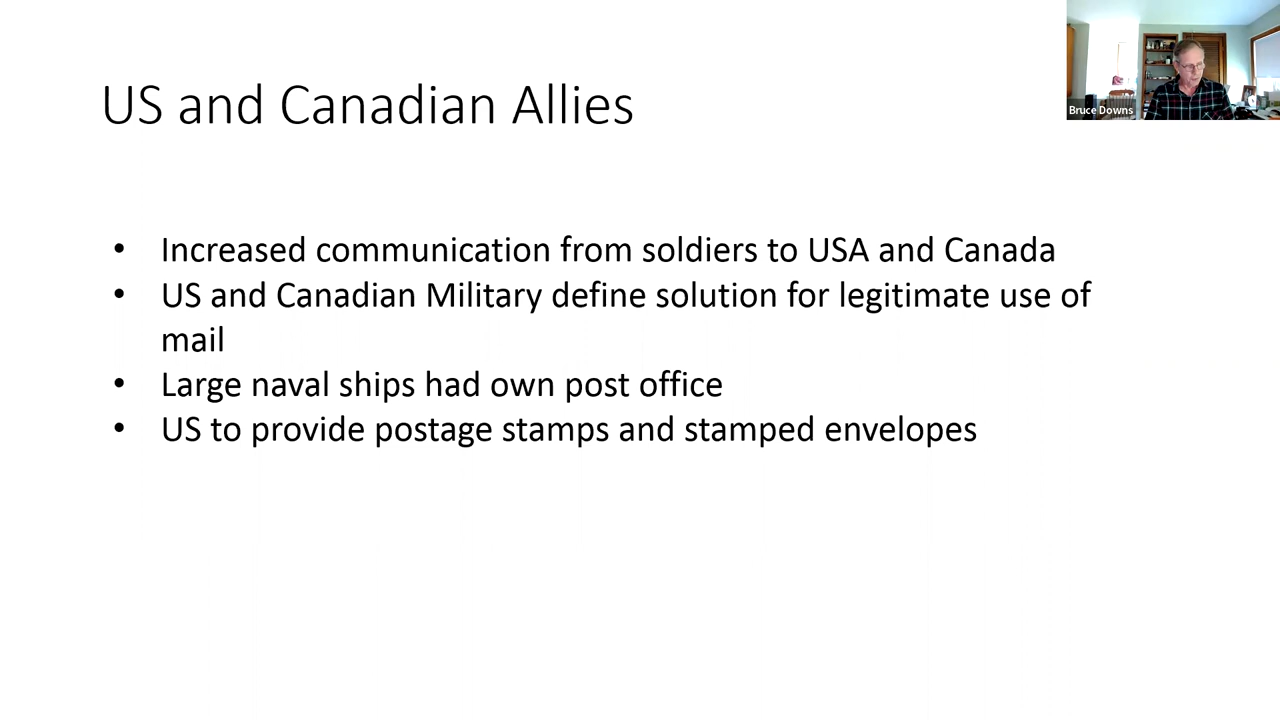 US and Canadian Allies
Bruce Downs
• Increased communication from soldiers to USA and Canada
• US and Canadian Military define solution for legitimate use of
mail
• Large naval ships had own post office
• US to provide postage stamps and stamped envelopes